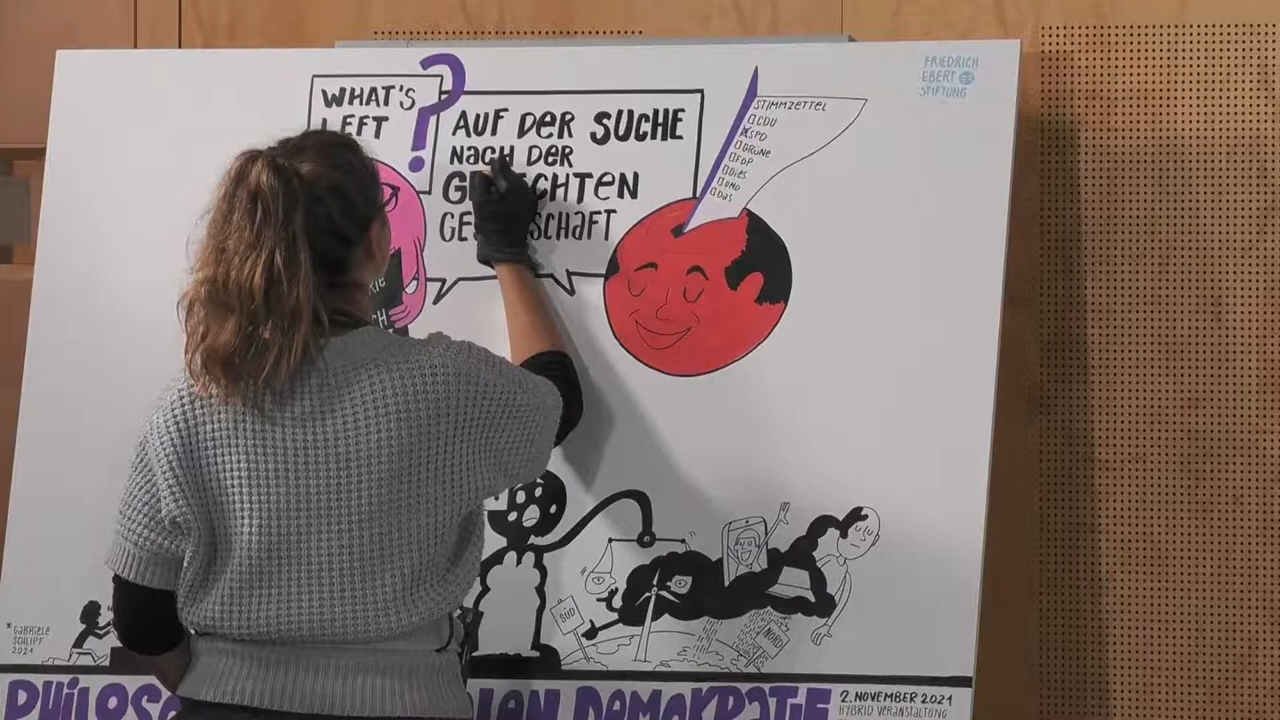 FRIEDRICH
EBERT
STIFTUNG
WHAT'S
LEFT
?
AUF DER SUCHE
NACH DER
GESCHAFT
STIMMZETTEL
CDU
SPD
GRÜNE
FDP
DIES
UND
DAS
SÜD
NORD
*GABRIELE
SCHLIPF
2021
DEMOKRATIE
2. NOVEMBER 2021
HYBRID VERANSTALTUNG